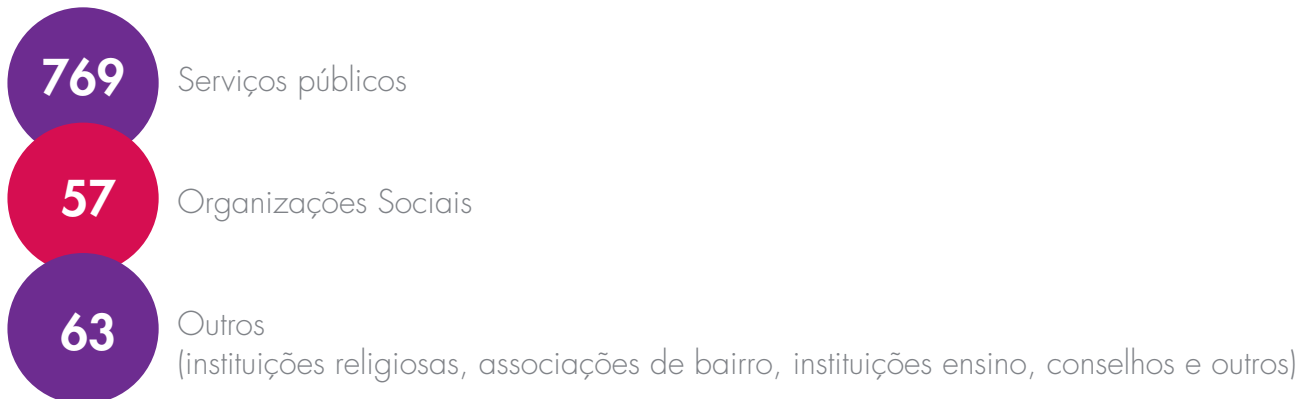 769
Serviços públicos
57
Organizações Sociais
63
Outros
(instituições religiosas, associações de bairro, instituições ensino, conselhos e outros)